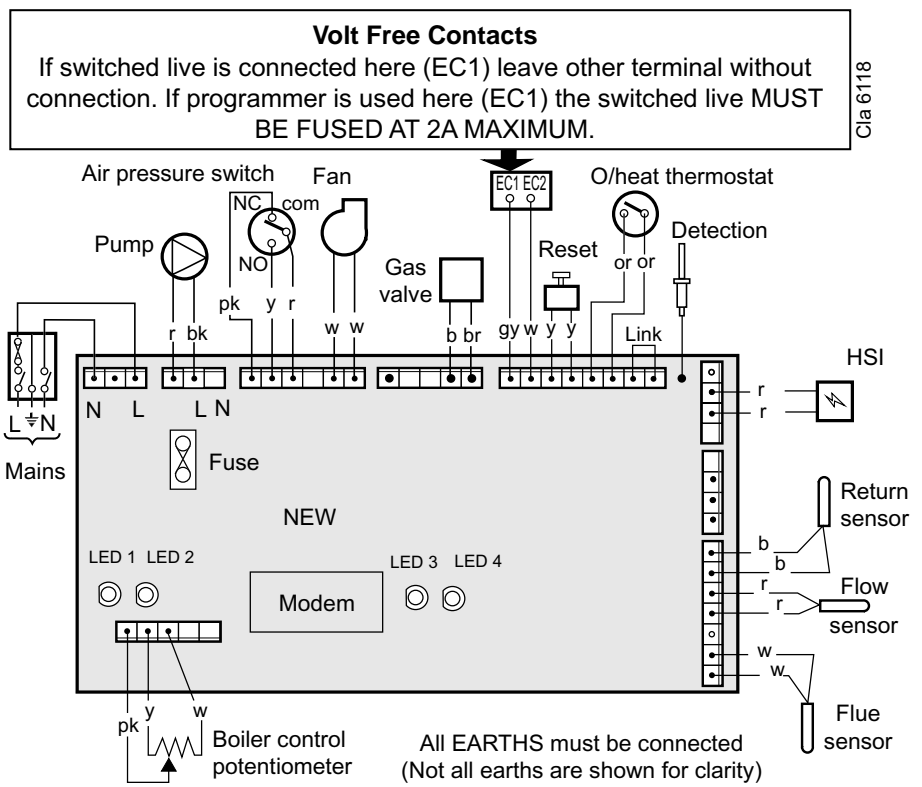 Volt Free Contacts
If switched live is connected here (EC1) leave other terminal without
connection. If programmer is used here (EC1) the switched live MUST
BE FUSED AT 2A MAXIMUM.
Cla 6118
Air pressure switch
Fan
EC1 EC2
O/heat thermostat
NC
com
Pump
NO
Gas
valve
Reset
or or
Detection
pk
y
r
r
bk
w
w
b
br
gy
w
y
y
Link
HSI
N
L
L
N
r
r
L
N
Mains
Fuse
Return
sensor
NEW
b
b
LED 1
LED 2
LED 3
LED 4
r
r
Flow
sensor
Modem
w
w
pk
y
w
Boiler control
potentiometer
All EARTHS must be connected
(Not all earths are shown for clarity)
Flue
sensor